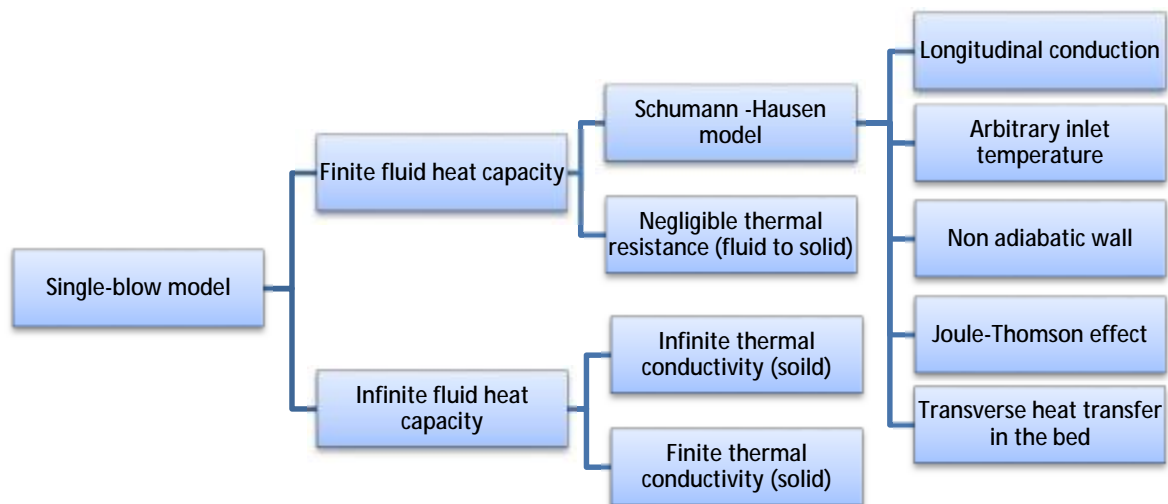 Single-blow model
Finite fluid heat capacity
Infinite fluid heat
capacity
Schumann -Hausen
model
Negligible thermal
resistance (fluid to solid)
Infinite thermal
conductivity (soild)
Finite thermal
conductivity (solid)
Longitudinal conduction
Arbitrary inlet
temperature
Non adiabatic wall
Joule-Thomson effect
Transverse heat transfer
in the bed